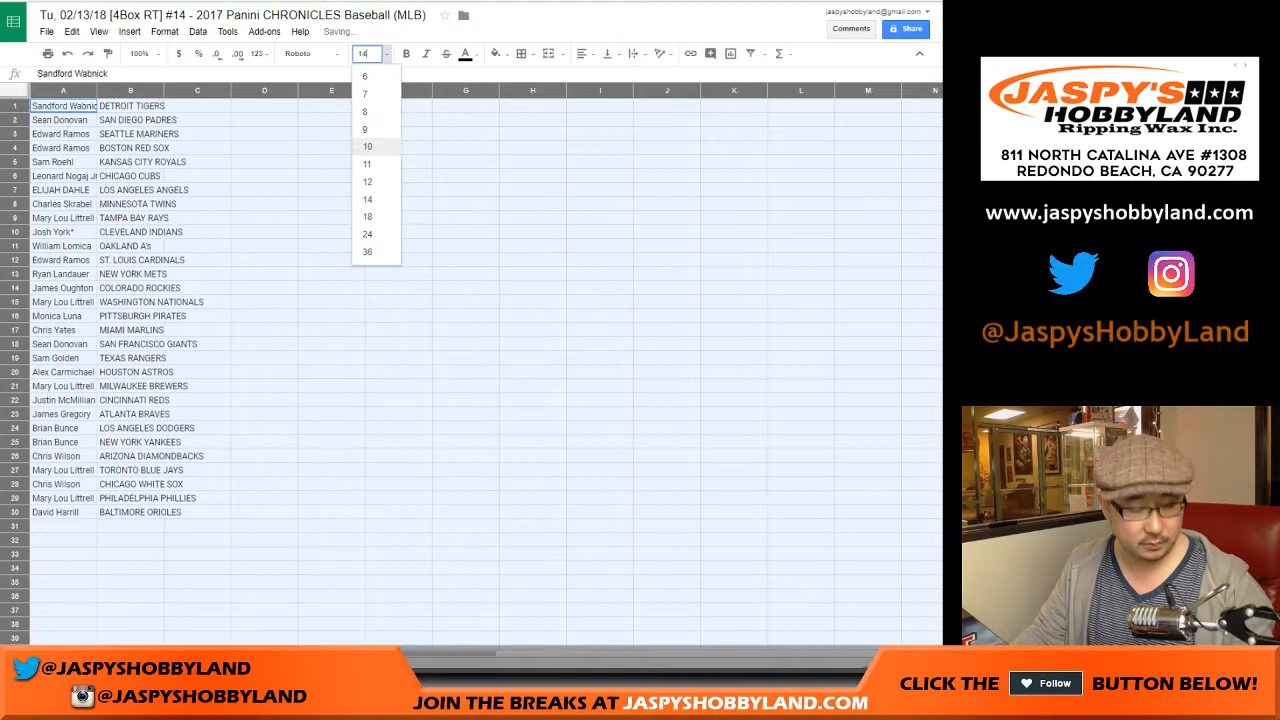 Tu, 02/13/18 [4Box RT] #14 - 2017 Panini CHRONICLES Baseball (MLB)
jaspyshobbyland@gmail.com
File Edit View Insert Format Data Tools Add-ons Help Saving...
Comments Share
100% $ % .0 .00 123 Roboto 14 B I S A
fx Sandford Wabnick
A B C D E G H I J K L M N
1 Sandford Wabnic DETROIT TIGERS
2 Sean Donovan SAN DIEGO PADRES
3 Edward Ramos SEATTLE MARINERS
4 Edward Ramos BOSTON RED SOX
5 Sam Roehl KANSAS CITY ROYALS
6 Leonard Nogaj Jr CHICAGO CUBS
7 ELIJAH DAHLE LOS ANGELES ANGELS
8 Charles Skrabel MINNESOTA TWINS
9 Mary Lou Littrell TAMPA BAY RAYS
10 Josh York* CLEVELAND INDIANS
11 William Lomica OAKLAND A's
12 Edward Ramos ST. LOUIS CARDINALS
13 Ryan Landauer NEW YORK METS
14 James Oughton COLORADO ROCKIES
15 Mary Lou Littrell WASHINGTON NATIONALS
16 Monica Luna PITTSBURGH PIRATES
17 Chris Yates MIAMI MARLINS
18 Sean Donovan SAN FRANCISCO GIANTS
19 Sam Golden TEXAS RANGERS
20 Alex Carmichael HOUSTON ASTROS
21 Mary Lou Littrell MILWAUKEE BREWERS
22 Justin McMillian CINCINNATI REDS
23 James Gregory ATLANTA BRAVES
24 Brian Bunce LOS ANGELES DODGERS
25 Brian Bunce NEW YORK YANKEES
26 Chris Wilson ARIZONA DIAMONDBACKS
27 Mary Lou Littrell TORONTO BLUE JAYS
28 Chris Wilson CHICAGO WHITE SOX
29 Mary Lou Littrell PHILADELPHIA PHILLIES
30 David Harrill BALTIMORE ORIOLES
31
32
33
34
35
36
37
38
39
6
7
8
9
10
11
12
14
18
24
36
JASPY'S
HOBBYLAND
Ripping Wax Inc.
811 NORTH CATALINA AVE #1308
REDONDO BEACH, CA 90277
www.jaspyshobbyland.com
@JaspysHobbyLand
@JASPYSHOBBYLAND
@JASPYSHOBBYLAND
JOIN THE BREAKS AT JASPYSHOBBYLAND.COM
CLICK THE Follow BUTTON BELOW!